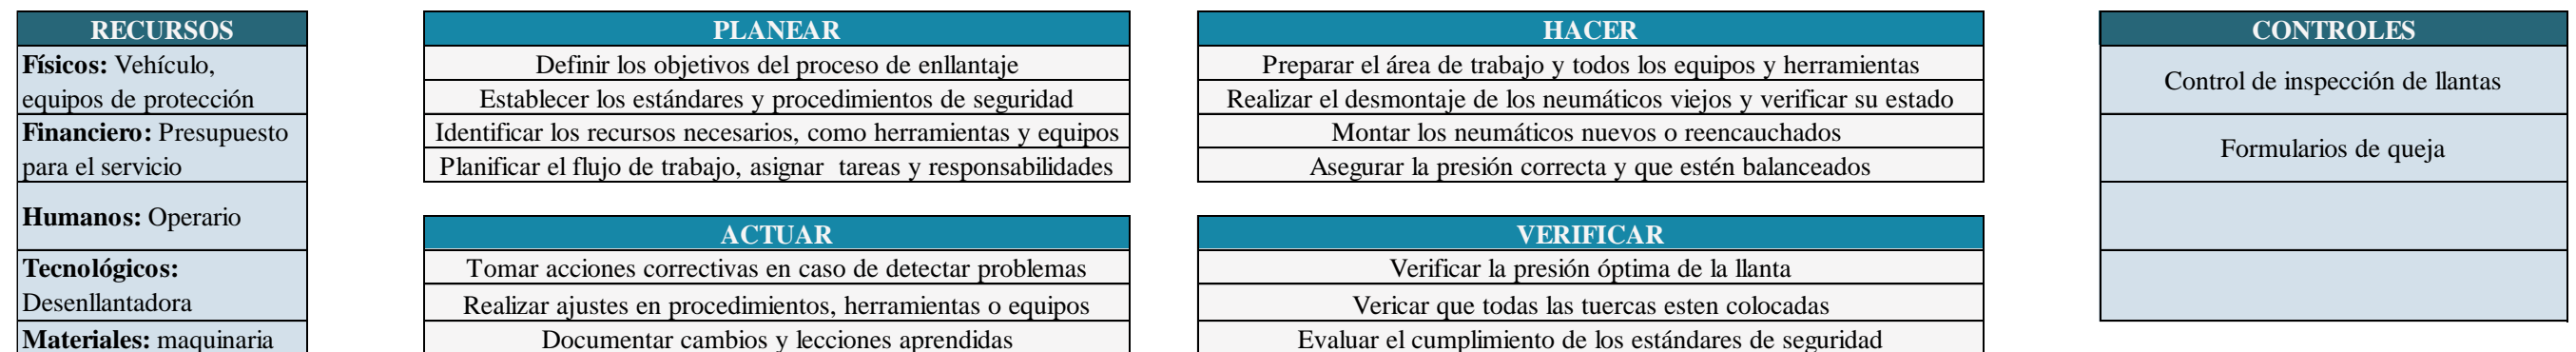 RECURSOS
Físicos: Vehículo,
equipos de protección
Financiero: Presupuesto
para el servicio
Humanos: Operario
Tecnológicos:
Desenllantadora
Materiales: maquinaria
PLANEAR
Definir los objetivos del proceso de enllantaje
Establecer los estándares y procedimientos de seguridad
Identificar los recursos necesarios, como herramientas y equipos
Planificar el flujo de trabajo, asignar tareas y responsabilidades
HACER
Preparar el área de trabajo y todos los equipos y herramientas
Realizar el desmontaje de los neumáticos viejos y verificar su estado
Montar los neumáticos nuevos o reencauchados
Asegurar la presión correcta y que estén balanceados
ACTUAR
Tomar acciones correctivas en caso de detectar problemas
Realizar ajustes en procedimientos, herramientas o equipos
Documentar cambios y lecciones aprendidas
VERIFICAR
Verificar la presión óptima de la llanta
Vericar que todas las tuercas esten colocadas
Evaluar el cumplimiento de los estándares de seguridad
CONTROLES
Control de inspección de llantas
Formularios de queja